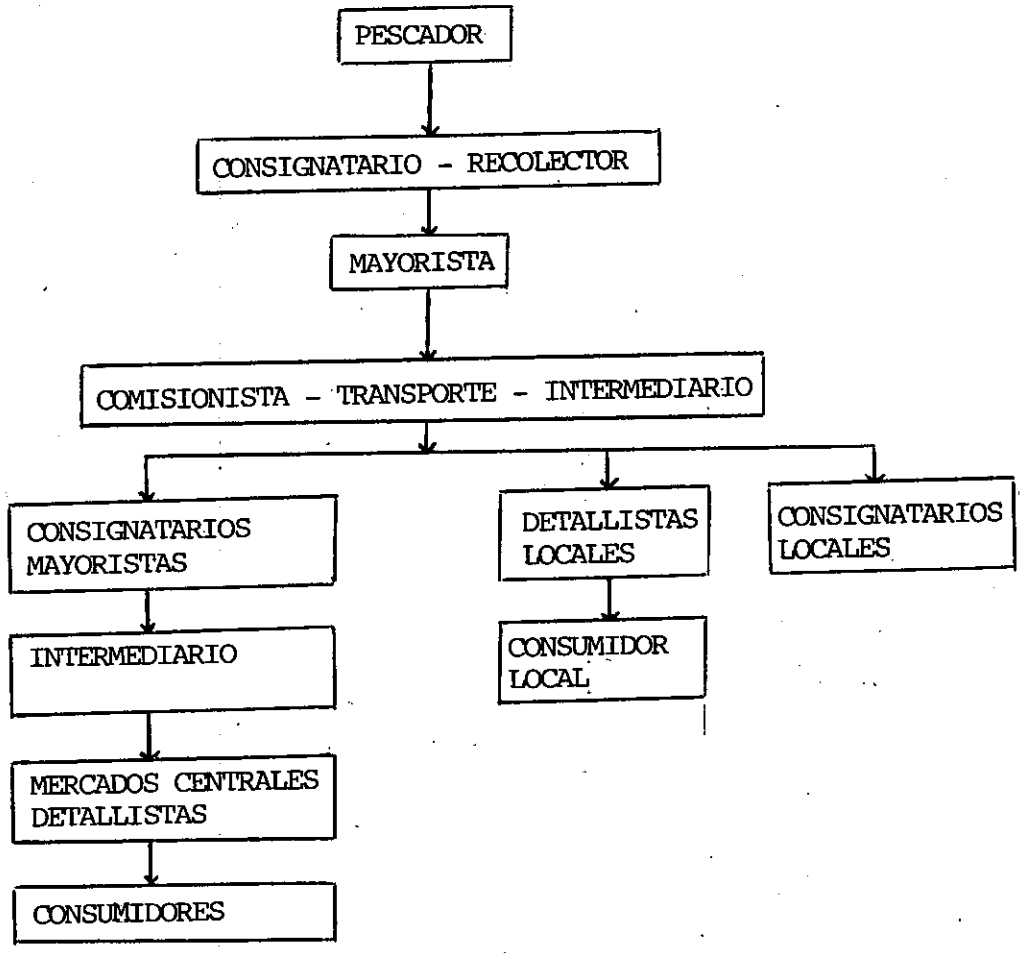 PESCADOR
CONSIGNATARIO - RECOLECTOR
MAYORISTA
COMISIONISTA - TRANSPORTE - INTERMEDIARIO
CONSIGNATARIOS
MAYORISTAS
DETALLISTAS
LOCALES
CONSIGNATARIOS
LOCALES
INTERMEDIARIO
CONSUMIDOR
LOCAL
MERCADOS CENTRALES
DETALLISTAS
CONSUMIDORES